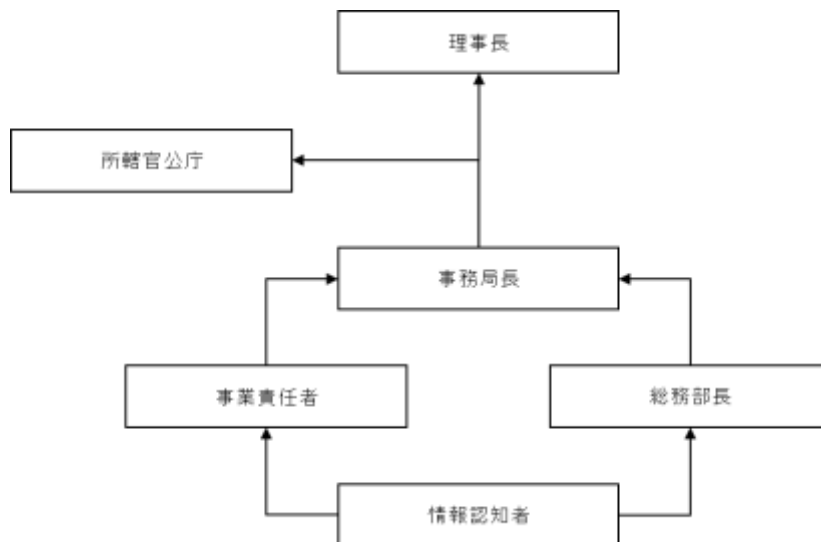 理事長
所轄官公庁
事務局長
事業責任者
総務部長
情報認知者